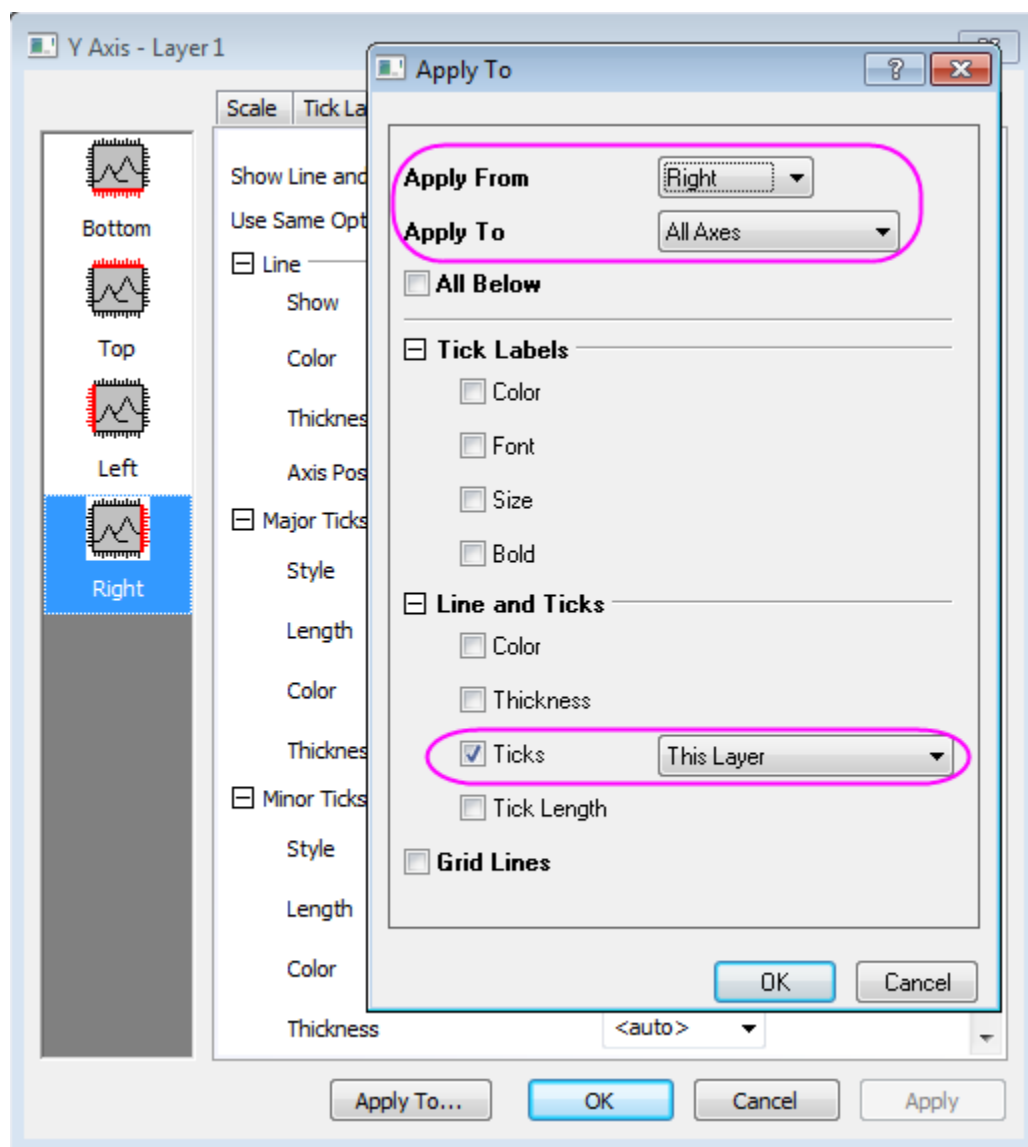 Y Axis - Layer 1
Apply To
Scale
Tick La
Bottom
Top
Left
Right
Show Line and
Use Same Opt
Line
Show
Color
Thicknes
Axis Pos
Major Ticks
Style
Length
Color
Thicknes
Minor Ticks
Style
Length
Color
Thickness <auto>
Apply From Right
Apply To All Axes
All Below
Tick Labels
Color
Font
Size
Bold
Line and Ticks
Color
Thickness
Ticks This Layer
Tick Length
Grid Lines
OK Cancel
Apply To... OK Cancel Apply